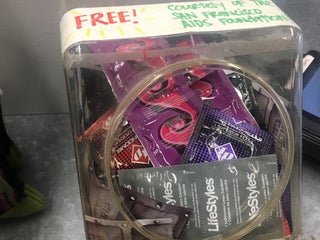 FREE!
COURTESY OF THE
SAN FRANCISCO
AIDS FOUNDATION
LifeStyles
LifeStyles
LifeStyles